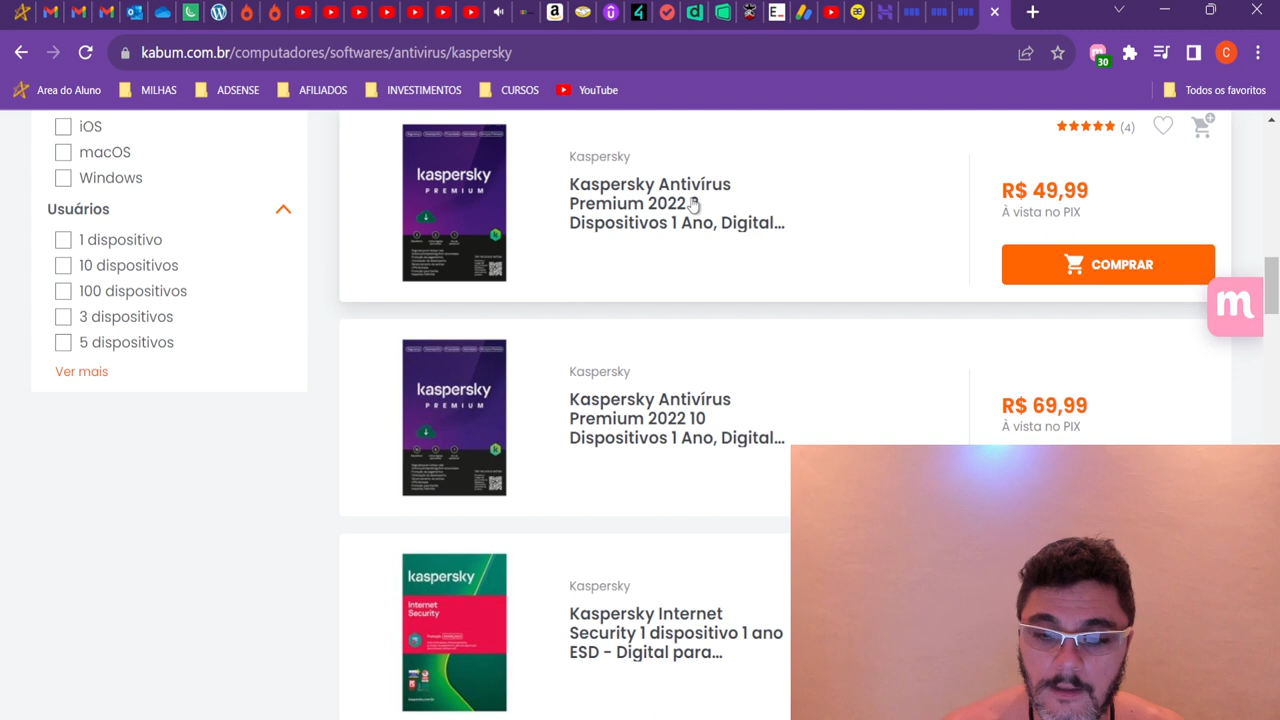 kabum.com.br/computadores/softwares/antivirus/kaspersky
30
C
Area do Aluno
MILHAS
ADSENSE
AFILIADOS
INVESTIMENTOS
CURSOS
YouTube
Todos os favoritos
iOS
macOS
Windows
Usuários
1 dispositivo
10 dispositivos
100 dispositivos
3 dispositivos
5 dispositivos
Ver mais
kaspersky
PREMIUM
Kaspersky
Kaspersky Antivírus
Premium 2022
Dispositivos 1 Ano, Digital...
(4)
R$ 49,99
À vista no PIX
COMPRAR
m
kaspersky
PREMIUM
Kaspersky
Kaspersky Antivírus
Premium 2022 10
Dispositivos 1 Ano, Digital...
R$ 69,99
À vista no PIX
kaspersky
Internet
Security
Kaspersky
Kaspersky Internet
Security 1 dispositivo 1 ano
ESD - Digital para...